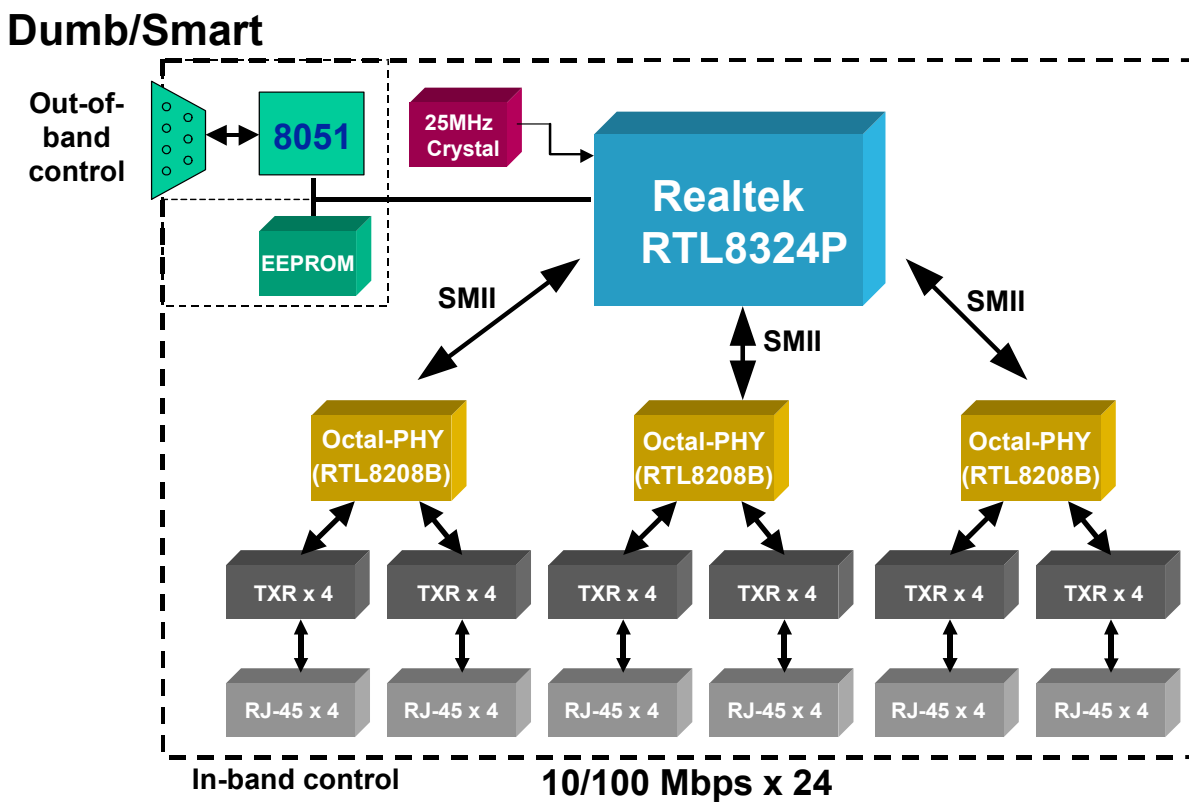 Dumb/Smart
Out-of-
band
control
8051
25MHz
Crystal
Realtek
RTL8324P
EEPROM
SMII
SMII
SMII
Octal-PHY
(RTL8208B)
Octal-PHY
(RTL8208B)
Octal-PHY
(RTL8208B)
TXR x 4
TXR x 4
TXR x 4
TXR x 4
TXR x 4
TXR x 4
RJ-45 x 4
RJ-45 x 4
RJ-45 x 4
RJ-45 x 4
RJ-45 x 4
RJ-45 x 4
In-band control
10/100 Mbps x 24